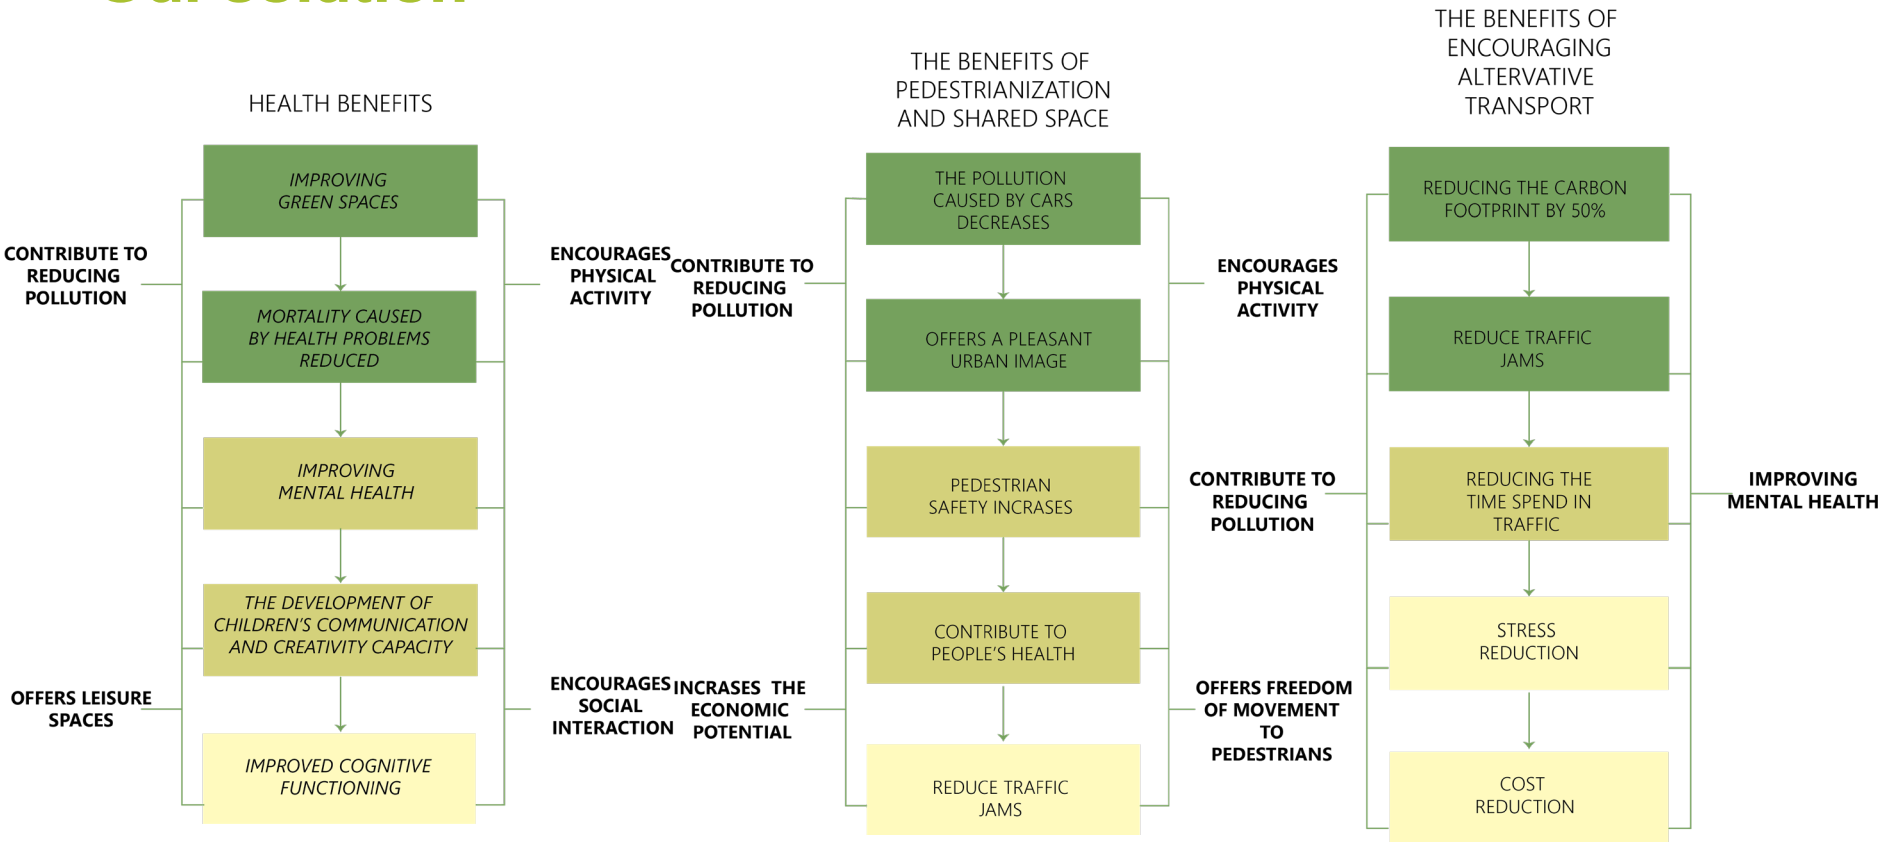 Our solution
HEALTH BENEFITS
IMPROVING
GREEN SPACES
MORTALITY CAUSED
BY HEALTH PROBLEMS
REDUCED
IMPROVING
MENTAL HEALTH
THE DEVELOPMENT OF
CHILDREN'S COMMUNICATION
AND CREATIVITY CAPACITY
IMPROVED COGNITIVE
FUNCTIONING
CONTRIBUTE TO
REDUCING
POLLUTION
OFFERS LEISURE
SPACES
ENCOURAGES
PHYSICAL
ACTIVITY
ENCOURAGES
SOCIAL
INTERACTION
THE BENEFITS OF
PEDESTRIANIZATION
AND SHARED SPACE
THE POLLUTION
CAUSED BY CARS
DECREASES
OFFERS A PLEASANT
URBAN IMAGE
PEDESTRIAN
SAFETY INCRASES
CONTRIBUTE TO
PEOPLE'S HEALTH
REDUCE TRAFFIC
JAMS
CONTRIBUTE TO
REDUCING
POLLUTION
INCRASES THE
ECONOMIC
POTENTIAL
ENCOURAGES
PHYSICAL
ACTIVITY
OFFERS FREEDOM
OF MOVEMENT
TO
PEDESTRIANS
THE BENEFITS OF
ENCOURAGING
ALTERVATIVE
TRANSPORT
REDUCING THE CARBON
FOOTPRINT BY 50%
REDUCE TRAFFIC
JAMS
REDUCING THE
TIME SPEND IN
TRAFFIC
STRESS
REDUCTION
COST
REDUCTION
CONTRIBUTE TO
REDUCING
POLLUTION
IMPROVING
MENTAL HEALTH